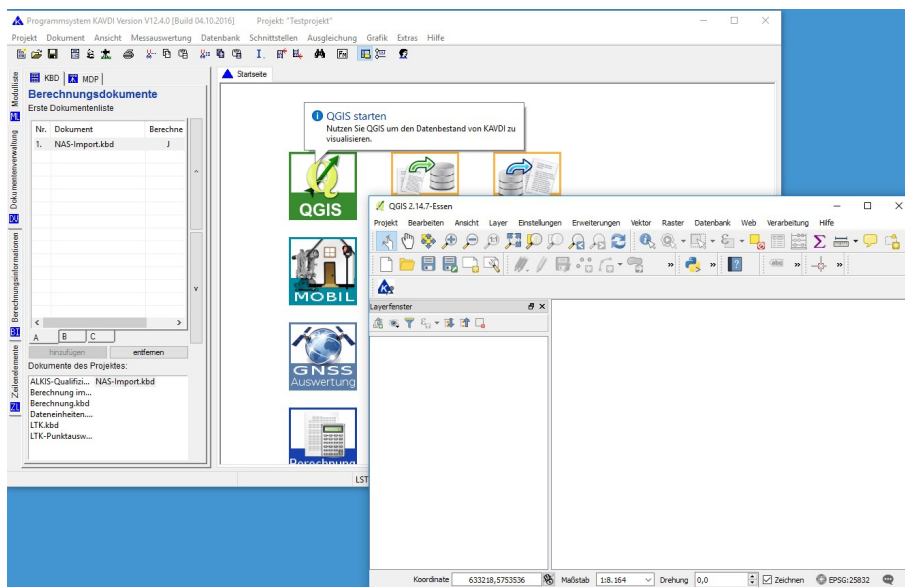 Programmsystem KAVDI Version V12.4.0 [Build 04.10.2016] Projekt: "Testprojekt"
Projekt Dokument Ansicht Messauswertung Datenbank Schnittstellen Ausgleichung Grafik Extras Hilfe
Modulliste
ML
Dokumentenverwaltung
DV
Berechnungsinformationen
BI
Zeilenelemente
ZL
KBD MDP
Berechnungsdokumente
Erste Dokumentenliste
Nr. Dokument Berechne
1. NAS-Import.kbd J
A B C
hinzufügen entfernen
Dokumente des Projektes:
ALKIS-Qualifizi... NAS-Import.kbd
Berechnung im...
Berechnung.kbd
Dateneinheiten....
LTK.kbd
LTK-Punktausw...
Startseite
QGIS starten
Nutzen Sie QGIS um den Datenbestand von KAVDI zu
visualisieren.
QGIS
MOBIL
GNSS
Auswertung
Berechnung
LST
QGIS 2.14.7-Essen
Projekt Bearbeiten Ansicht Layer Einstellungen Erweiterungen Vektor Raster Datenbank Web Verarbeitung Hilfe
Layerfenster
Koordinate 633218,5753536 Maßstab 1:8.164 Drehung 0,0 Zeichnen EPSG:25832